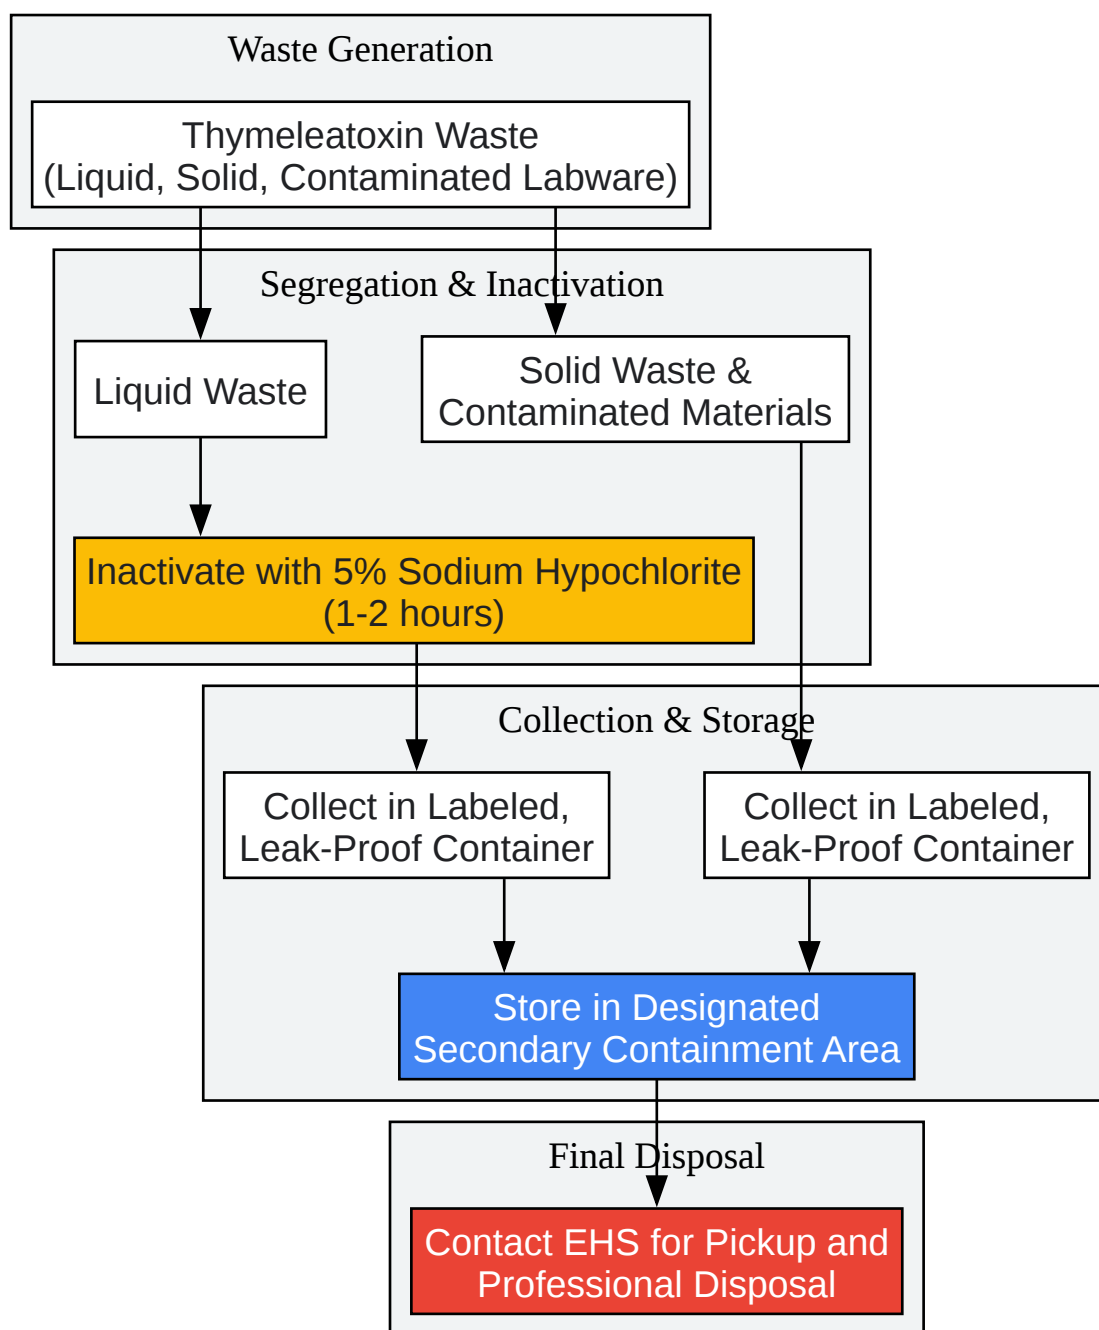 Waste Generation
Thymeleatoxin Waste
(Liquid, Solid, Contaminated Labware)
Segregation & Inactivation
Liquid Waste
Solid Waste &
Contaminated Materials
Inactivate with 5% Sodium Hypochlorite
(1-2 hours)
Collection & Storage
Collect in Labeled,
Leak-Proof Container
Collect in Labeled,
Leak-Proof Container
Store in Designated
Secondary Containment Area
Final Disposal
Contact EHS for Pickup and
Professional Disposal